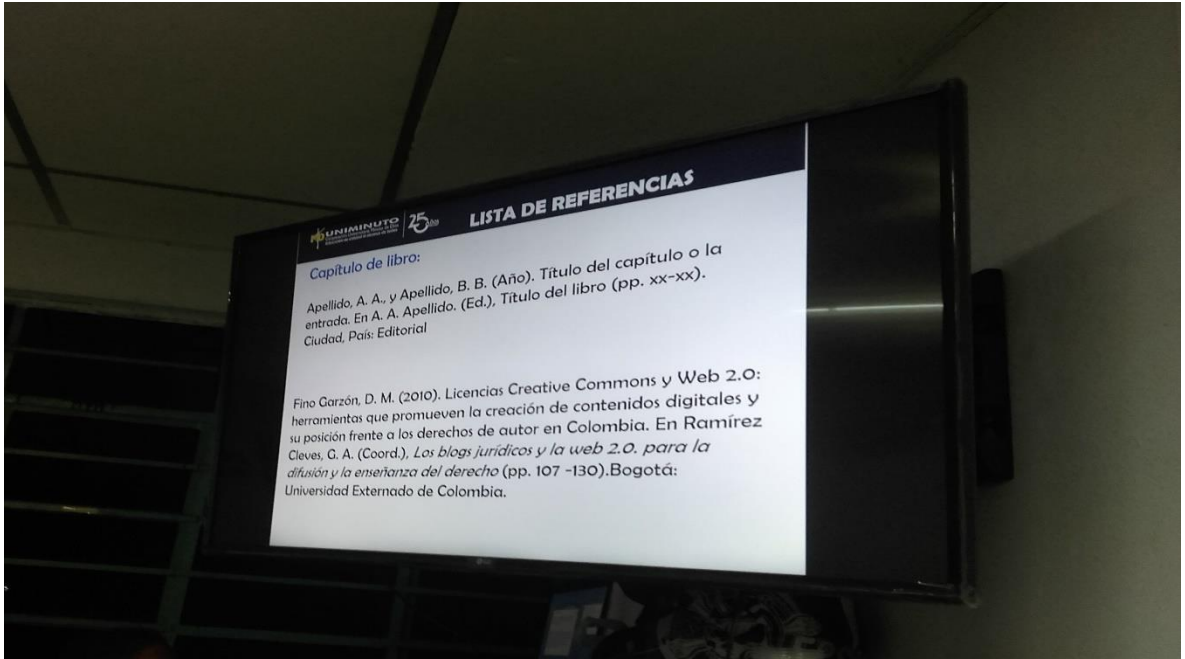 UNIMINUTO
25 años
LISTA DE REFERENCIAS
Capítulo de libro:
Apellido, A. A., y Apellido, B. B. (Año). Título del capítulo o la
entrada. En A. A. Apellido. (Ed.), Título del libro (pp. xx-xx).
Ciudad, País: Editorial
Fino Garzón, D. M. (2010). Licencias Creative Commons y Web 2.0:
herramientas que promueven la creación de contenidos digitales y
su posición frente a los derechos de autor en Colombia. En Ramírez
Cleves, G. A. (Coord.), Los blogs jurídicos y la web 2.0. para la
difusión y la enseñanza del derecho (pp. 107 -130).Bogotá:
Universidad Externado de Colombia.